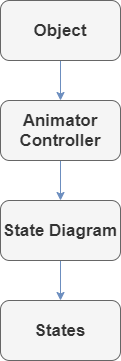 Object
Animator
Controller
State Diagram
States